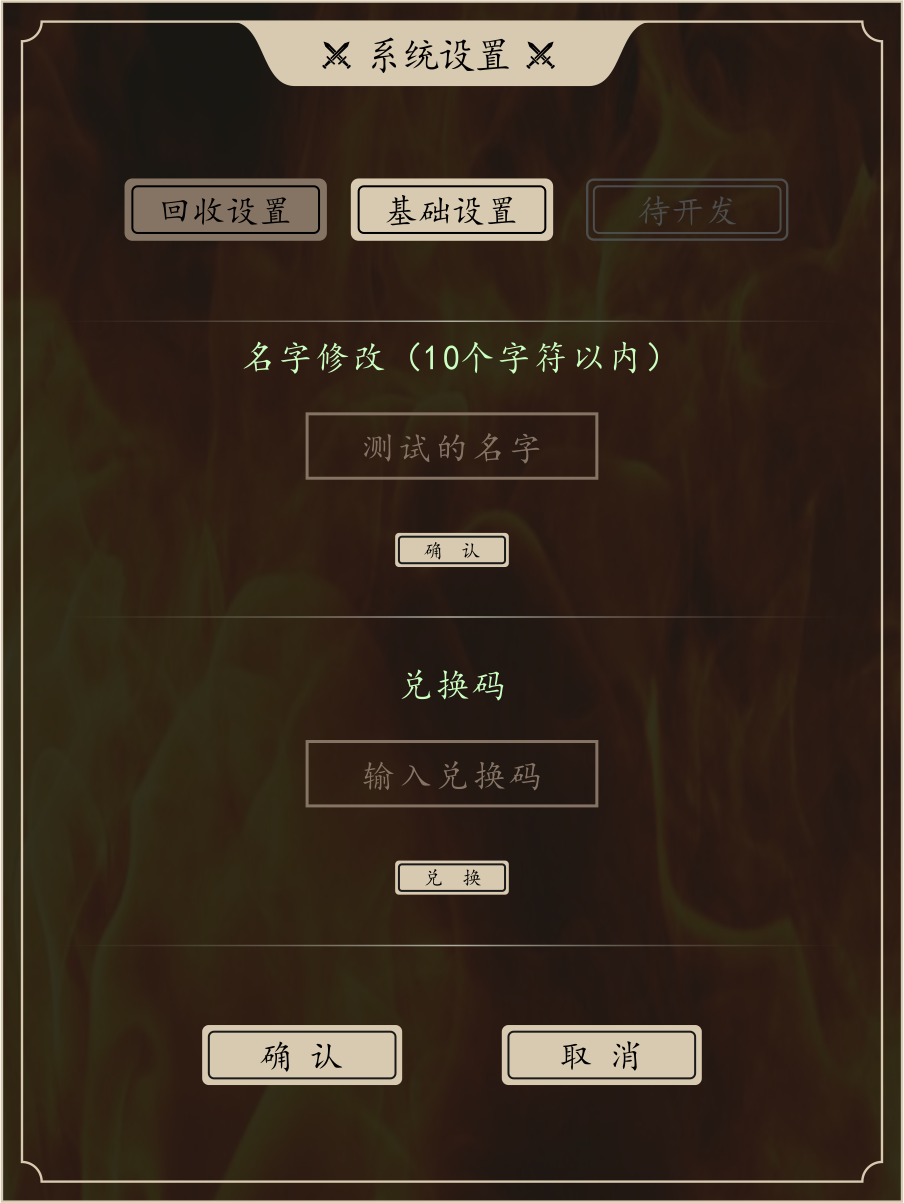 系统设置
回收设置 基础设置 待开发
名字修改（10个字符以内）
测试的名字
确 认
兑换码
输入兑换码
兑 换
确 认 取 消